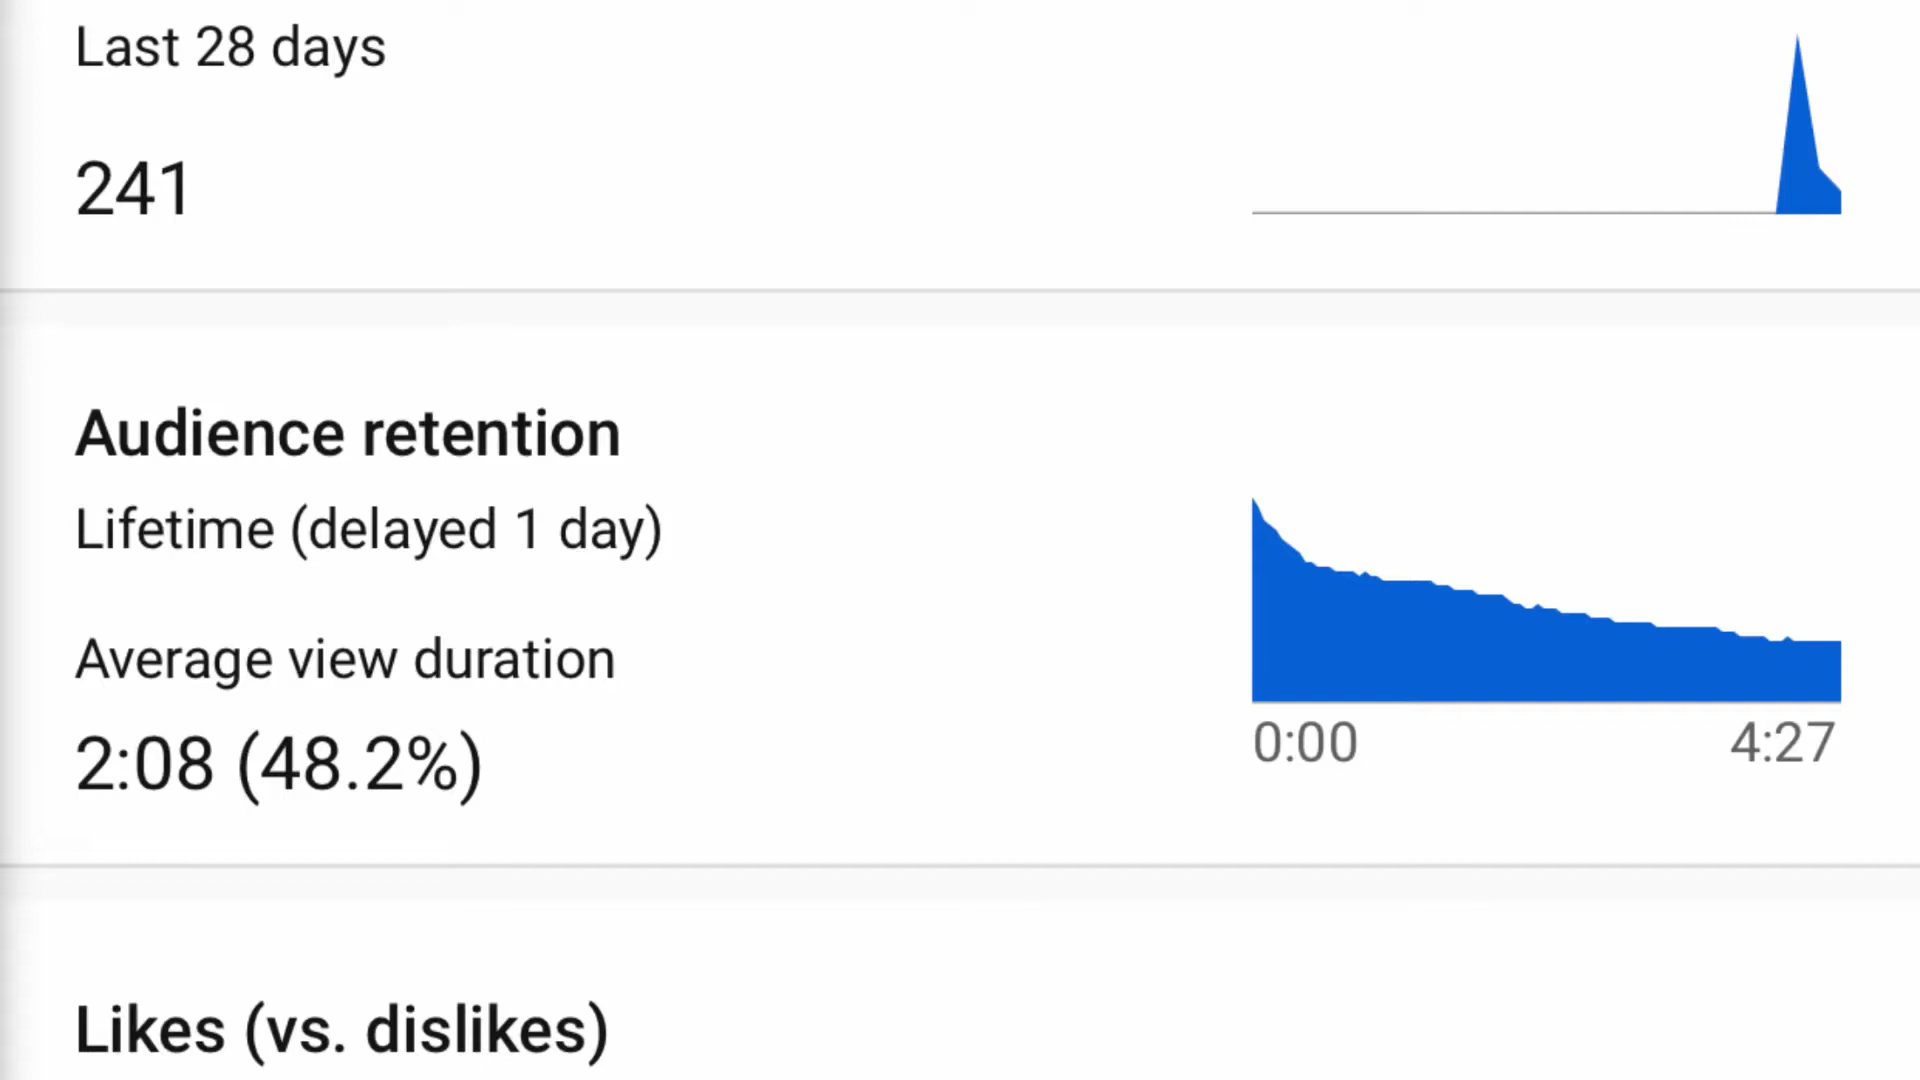 Last 28 days
241
Audience retention
Lifetime (delayed 1 day)
Average view duration
2:08 (48.2%)
0:00
4:27
Likes (vs. dislikes)